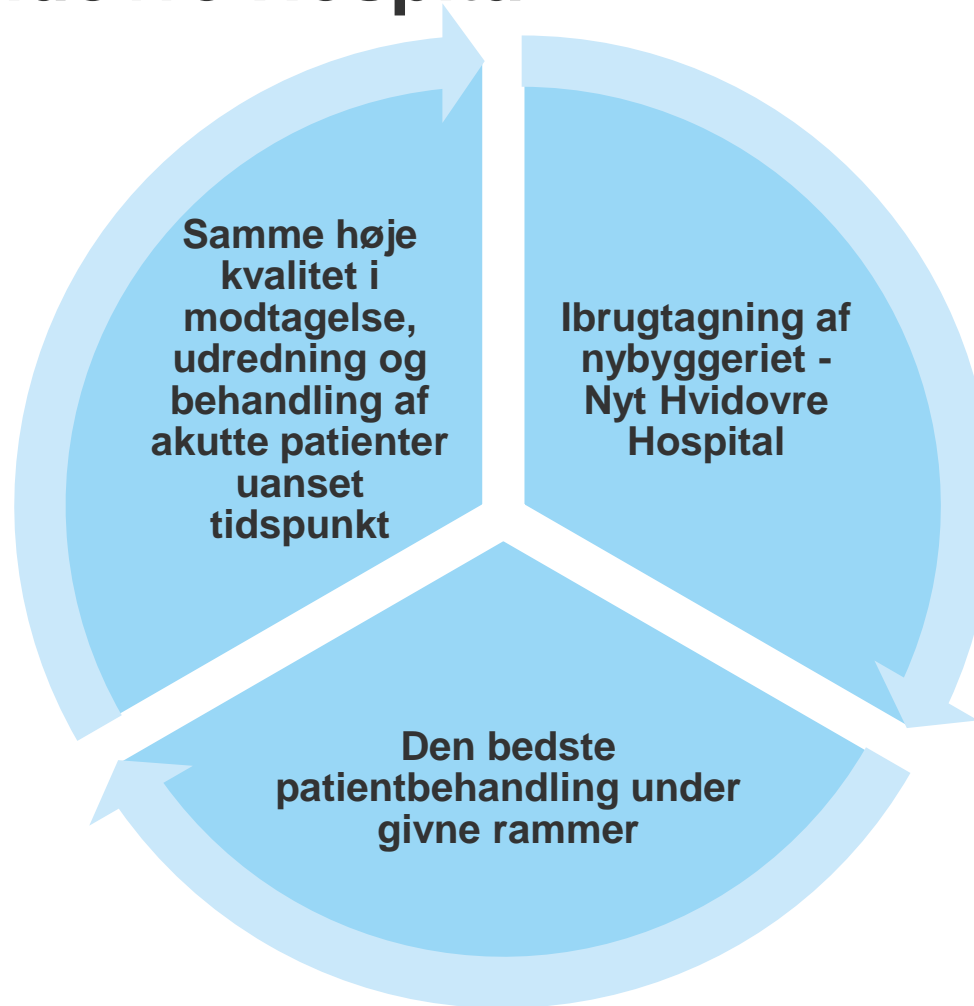 Samme høje
kvalitet i
modtagelse,
udredning og
behandling af
akutte patienter
uanset
tidspunkt
Ibrugtagning af
nybyggeriet -
Nyt Hvidovre
Hospital
Den bedste
patientbehandling under
givne rammer